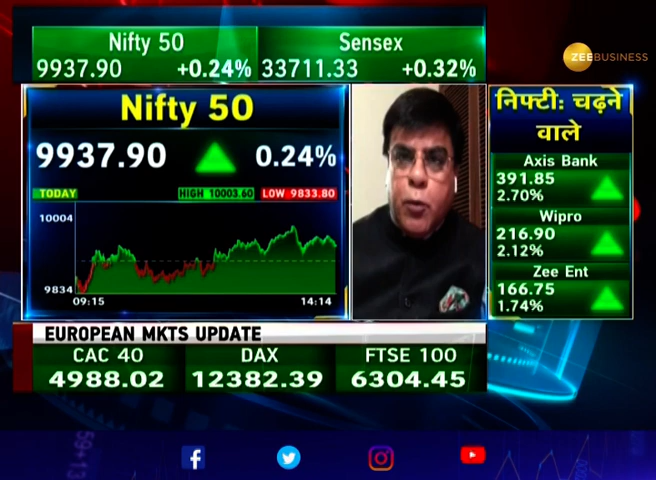 Nifty 50
9937.90 +0.24%
Sensex
33711.33 +0.32%
ZEEBUSINESS
Nifty 50
9937.90 0.24%
TODAY HIGH 10003.60 LOW 9833.80
10004
9834
09:15 14:14
निफ्टी: चढ़ने
वाले
Axis Bank
391.85
2.70%
Wipro
216.90
2.12%
Zee Ent
166.75
1.74%
EUROPEAN MKTS UPDATE
CAC 40 DAX FTSE 100
4988.02 12382.39 6304.45